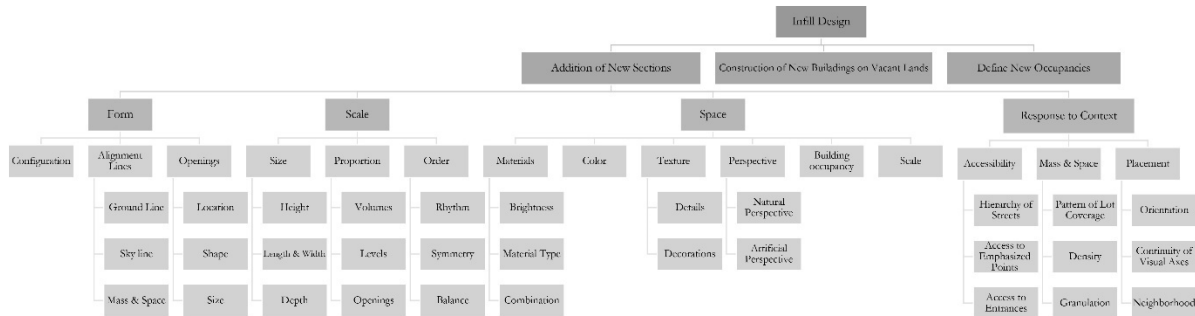 Infill Design
Addition of New Sections
Construction of New Builadings on Vacant Lands
Define New Occupancies
Form
Scale
Space
Response to Context
Configuration
Alignment
Lines
Openings
Size
Proportion
Order
Materials
Color
Texture
Perspective
Building
occupancy
Scale
Accessibility
Mass & Space
Placement
Ground Line
Location
Height
Volumes
Rhythm
Brightness
Details
Natural
Perspective
Hierarchy of
Streets
Pattern of Lot
Coverage
Orientation
Sky line
Shape
Length & Width
Levels
Symmetry
Material Type
Decorations
Artificial
Perspective
Access to
Emphasized
Points
Density
Continuity of
Visual Axes
Mass & Space
Size
Depth
Openings
Balance
Combination
Access to
Entrances
Granulation
Neighborhood